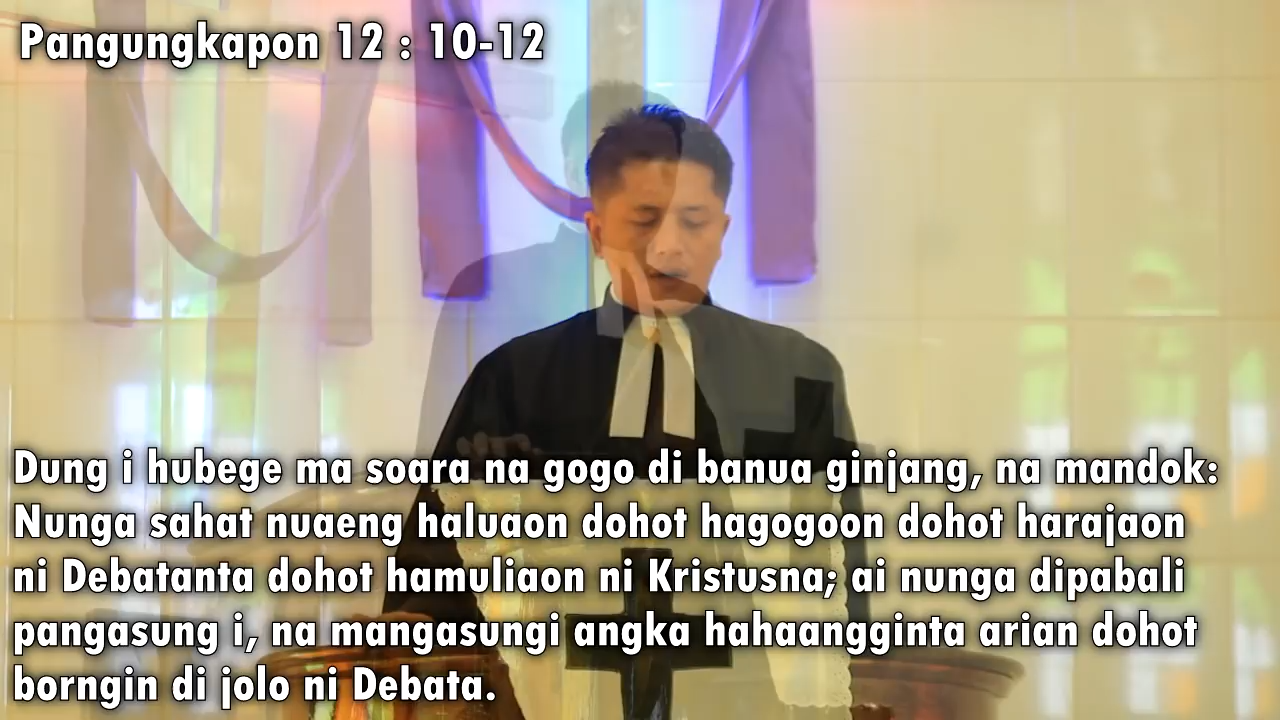 Pangungkapon 12 : 10-12
Dung i hubege ma soara na gogo di banua ginjang, na mandok:
Nunga sahat nuaeng haluaon dohot hagogoon dohot harajaon
ni Debatanta dohot hamuliaon ni Kristusna; ai nunga dipabali
pangasung i, na mangasungi angka hahaangginta arian dohot
borngin di jolo ni Debata.